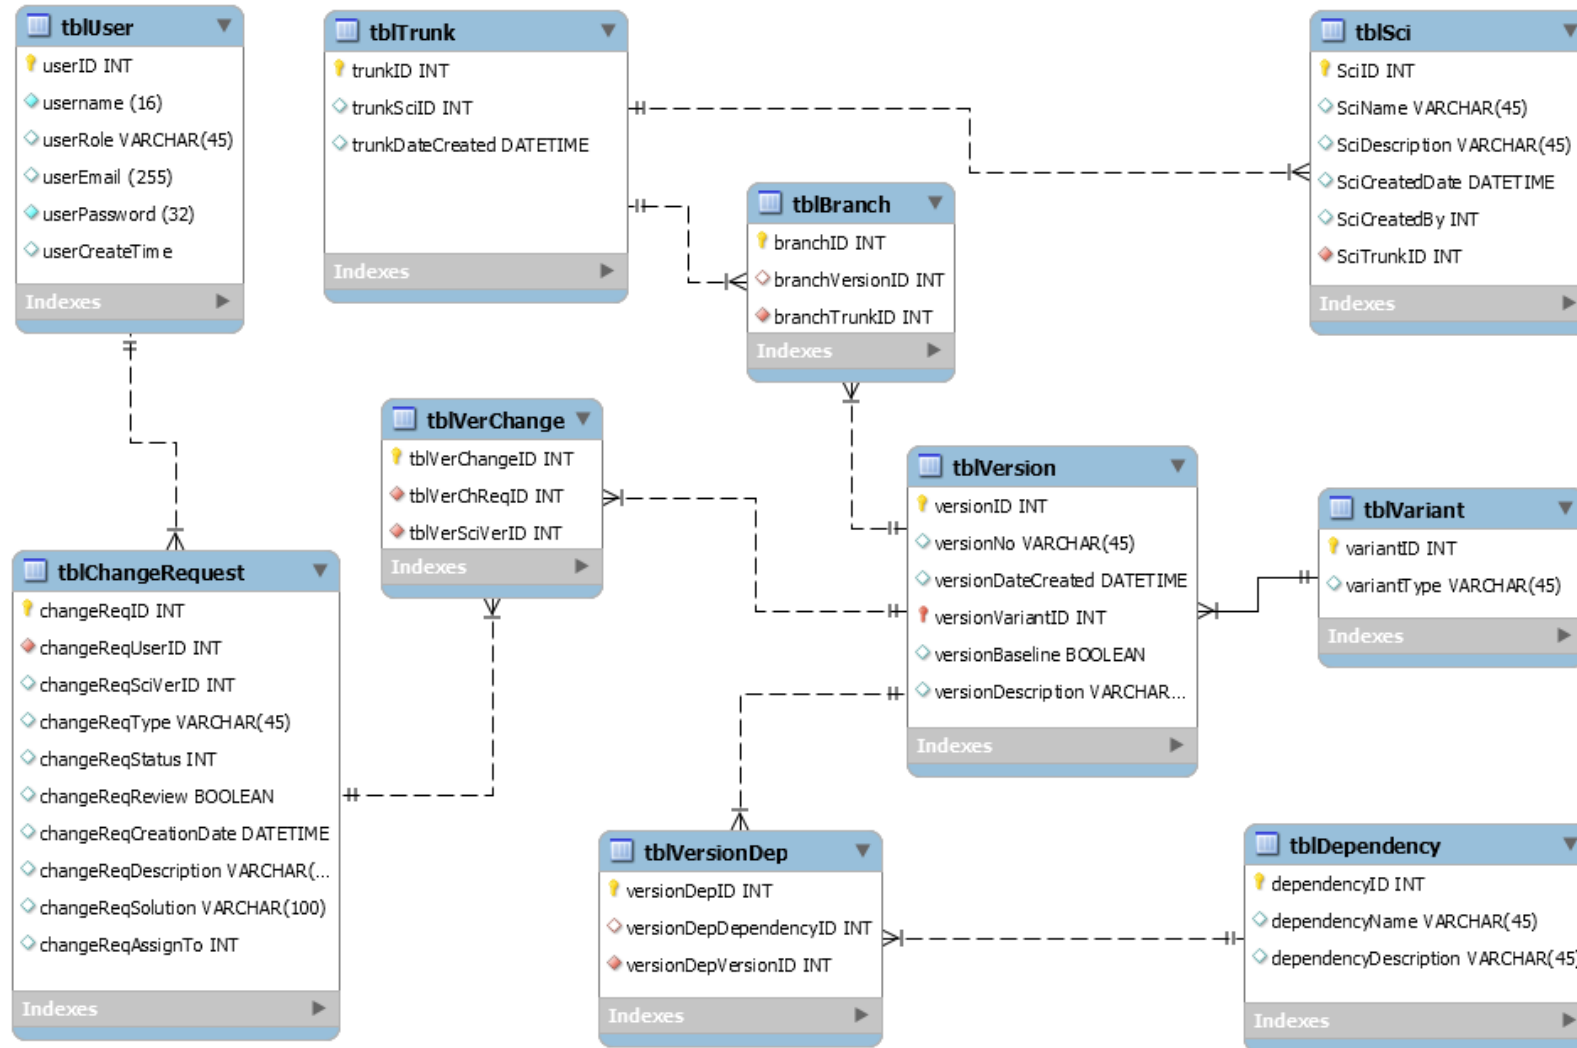 tblUser
userID INT
username (16)
userRole VARCHAR(45)
userEmail (255)
userPassword (32)
userCreateTime
Indexes
tblTrunk
trunkID INT
trunkSciID INT
trunkDateCreated DATETIME
Indexes
tblSci
SciID INT
SciName VARCHAR(45)
SciDescription VARCHAR(45)
SciCreatedDate DATETIME
SciCreatedBy INT
SciTrunkID INT
Indexes
tblBranch
branchID INT
branchVersionID INT
branchTrunkID INT
Indexes
tblVerChange
tblVerChangeID INT
tblVerChReqID INT
tblVerSciVerID INT
Indexes
tblVersion
versionID INT
versionNo VARCHAR(45)
versionDateCreated DATETIME
versionVariantID INT
versionBaseline BOOLEAN
versionDescription VARCHAR...
Indexes
tblVariant
variantID INT
variantType VARCHAR(45)
Indexes
tblChangeRequest
changeReqID INT
changeReqUserID INT
changeReqSciVerID INT
changeReqType VARCHAR(45)
changeReqStatus INT
changeReqReview BOOLEAN
changeReqCreationDate DATETIME
changeReqDescription VARCHAR(...
changeReqSolution VARCHAR(100)
changeReqAssignTo INT
Indexes
tblVersionDep
versionDepID INT
versionDepDependencyID INT
versionDepVersionID INT
Indexes
tblDependency
dependencyID INT
dependencyName VARCHAR(45)
dependencyDescription VARCHAR(45)
Indexes